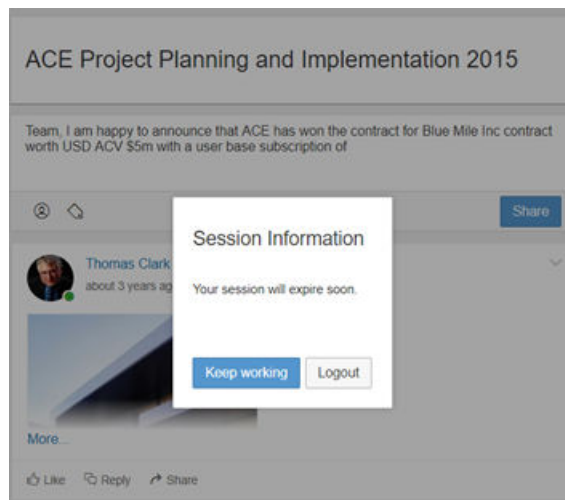 ACE Project Planning and Implementation 2015
Team, I am happy to announce that ACE has won the contract for Blue Mile Inc contract
worth USD ACV $5m with a user base subscription of
Share
Session Information
Thomas Clark
about 3 years ag
Your session will expire soon.
Keep working
Logout
More...
Like
Reply
Share